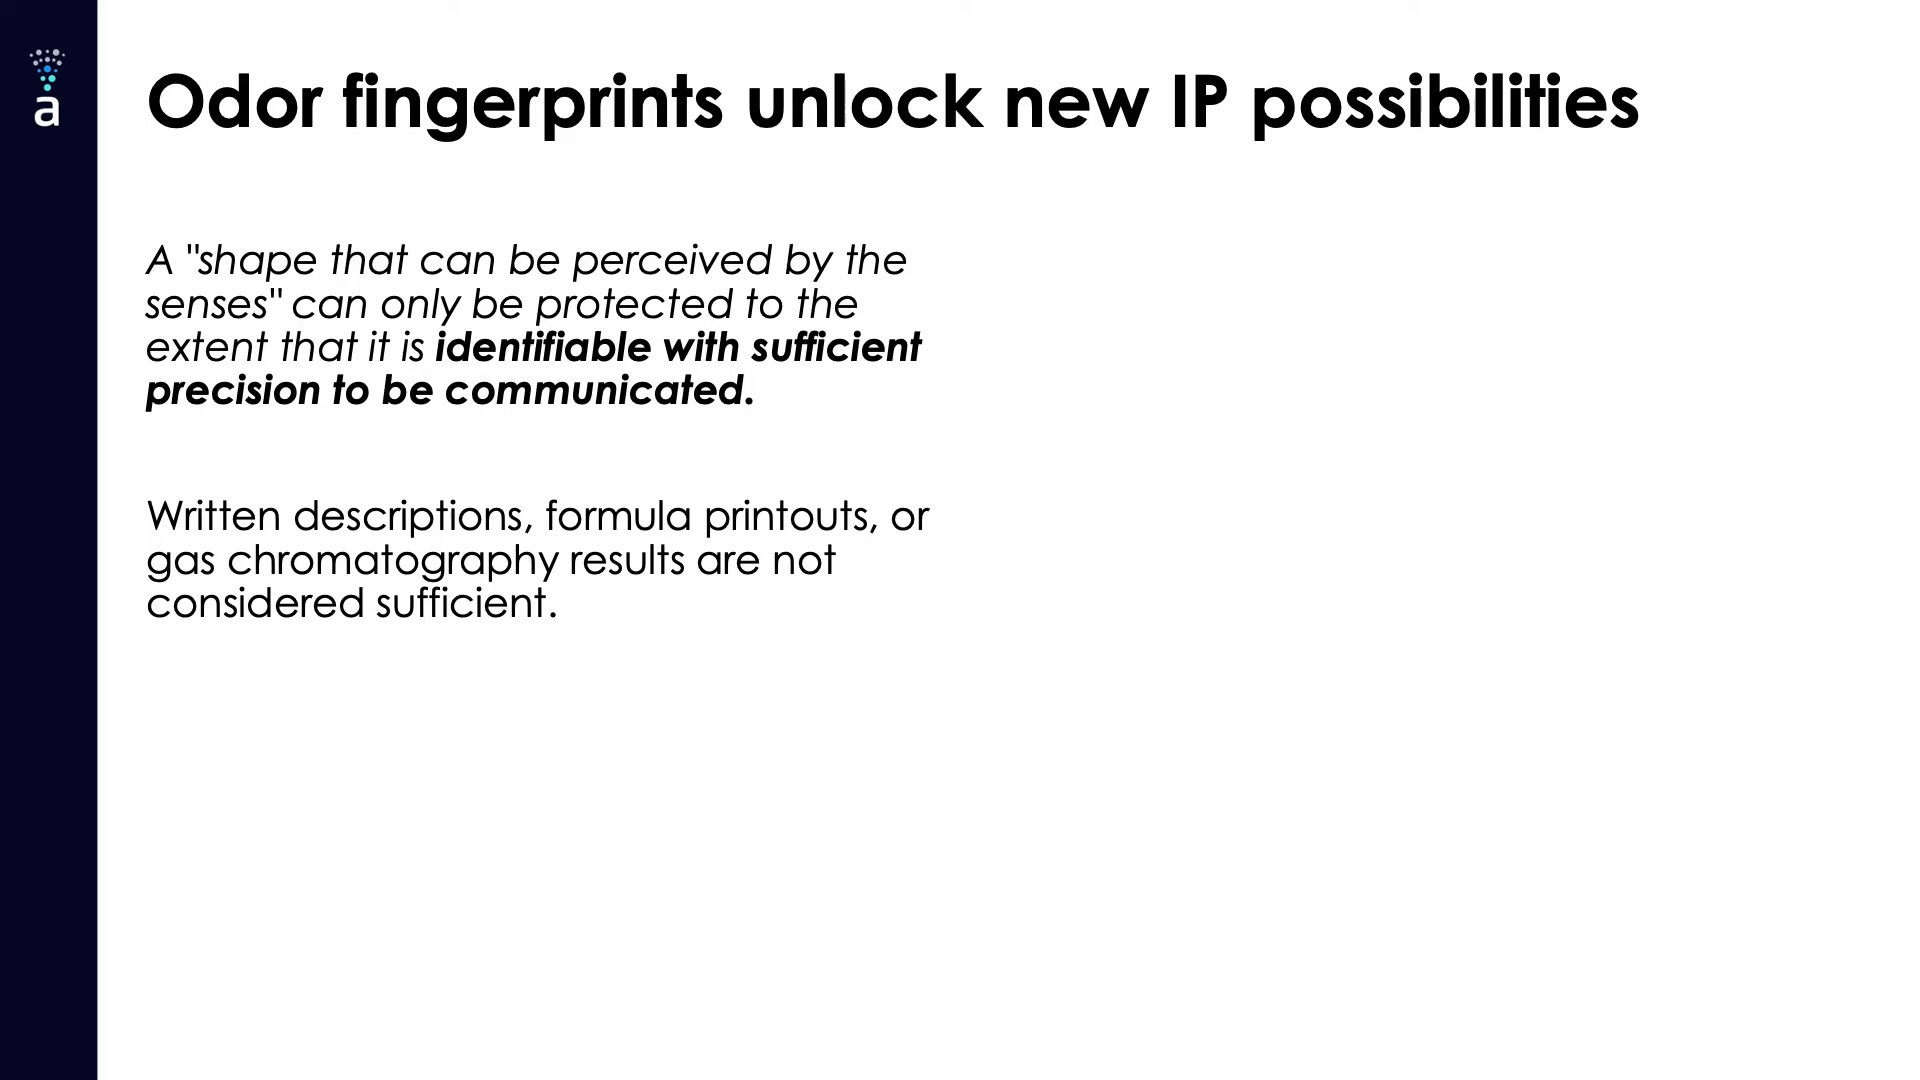 a
Odor fingerprints unlock new IP possibilities
A "shape that can be perceived by the
senses" can only be protected to the
extent that it is identifiable with sufficient
precision to be communicated.
Written descriptions, formula printouts, or
gas chromatography results are not
considered sufficient.